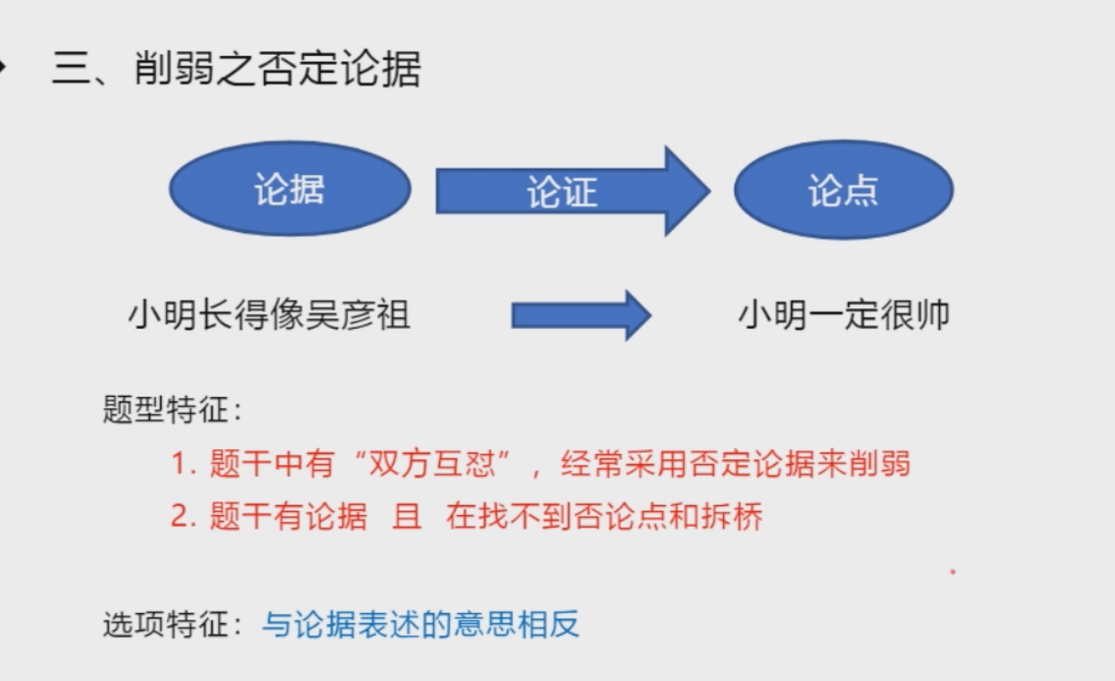 三、削弱之否定论据
论据 论证 论点
小明长得像吴彦祖 小明一定很帅
题型特征：
1. 题干中有“双方互怼”，经常采用否定论据来削弱
2. 题干有论据 且 在找不到否论点和拆桥
选项特征：与论据表述的意思相反